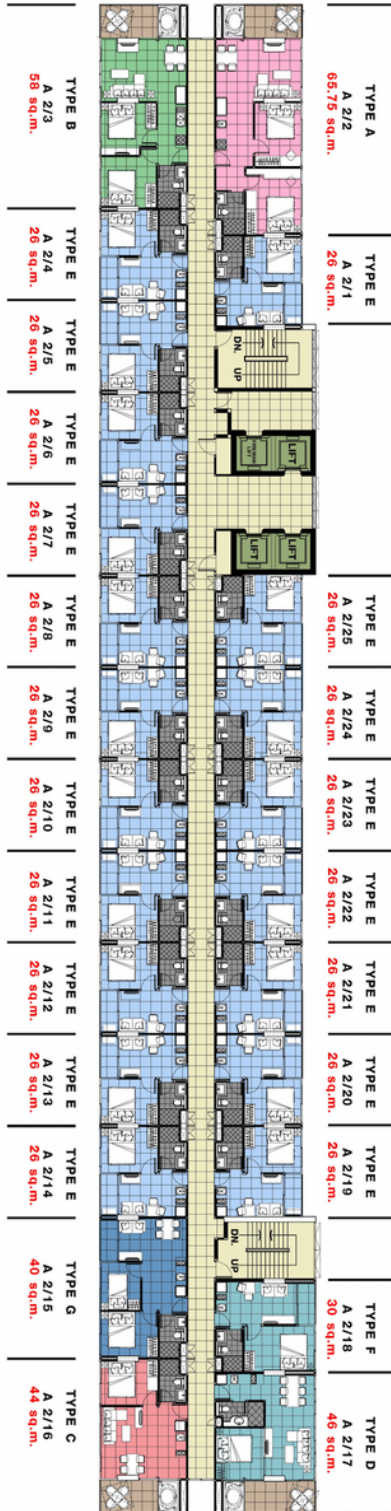 TYPE B
A 2/3
58 sq.m.
TYPE E
A 2/4
26 sq.m.
TYPE E
A 2/5
26 sq.m.
TYPE E
A 2/6
26 sq.m.
TYPE E
A 2/7
26 sq.m.
TYPE E
A 2/8
26 sq.m.
TYPE E
A 2/9
26 sq.m.
TYPE E
A 2/10
26 sq.m.
TYPE E
A 2/11
26 sq.m.
TYPE E
A 2/12
26 sq.m.
TYPE E
A 2/13
26 sq.m.
TYPE E
A 2/14
26 sq.m.
TYPE G
A 2/15
40 sq.m.
TYPE C
A 2/16
44 sq.m.
TYPE A
A 2/2
65.75 sq.m.
TYPE E
A 2/1
26 sq.m.
TYPE E
A 2/25
26 sq.m.
TYPE E
A 2/24
26 sq.m.
TYPE E
A 2/23
26 sq.m.
TYPE E
A 2/22
26 sq.m.
TYPE E
A 2/21
26 sq.m.
TYPE E
A 2/20
26 sq.m.
TYPE E
A 2/19
26 sq.m.
TYPE F
A 2/18
30 sq.m.
TYPE D
A 2/17
46 sq.m.
DN.
UP
LIFT
FIREMAN
LIFT
LIFT
LIFT
DN.
UP